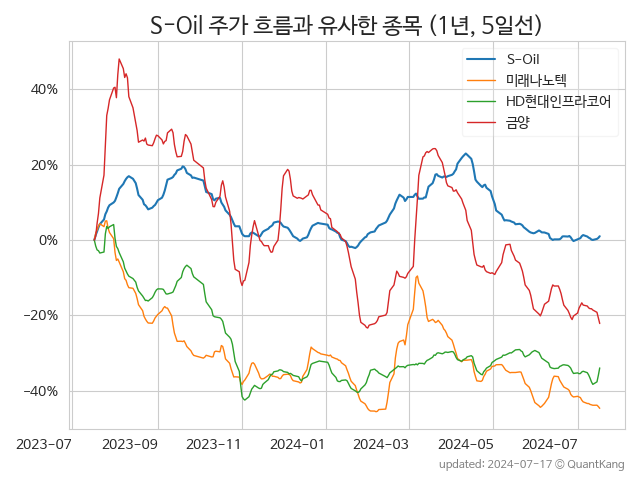 S-Oil 주가 흐름과 유사한 종목 (1년, 5일선)
S-Oil
미래나노텍
HD현대인프라코어
금양
40%
20%
0%
−20%
−40%
2023-07 2023-09 2023-11 2024-01 2024-03 2024-05 2024-07
updated: 2024-07-17 © QuantKang